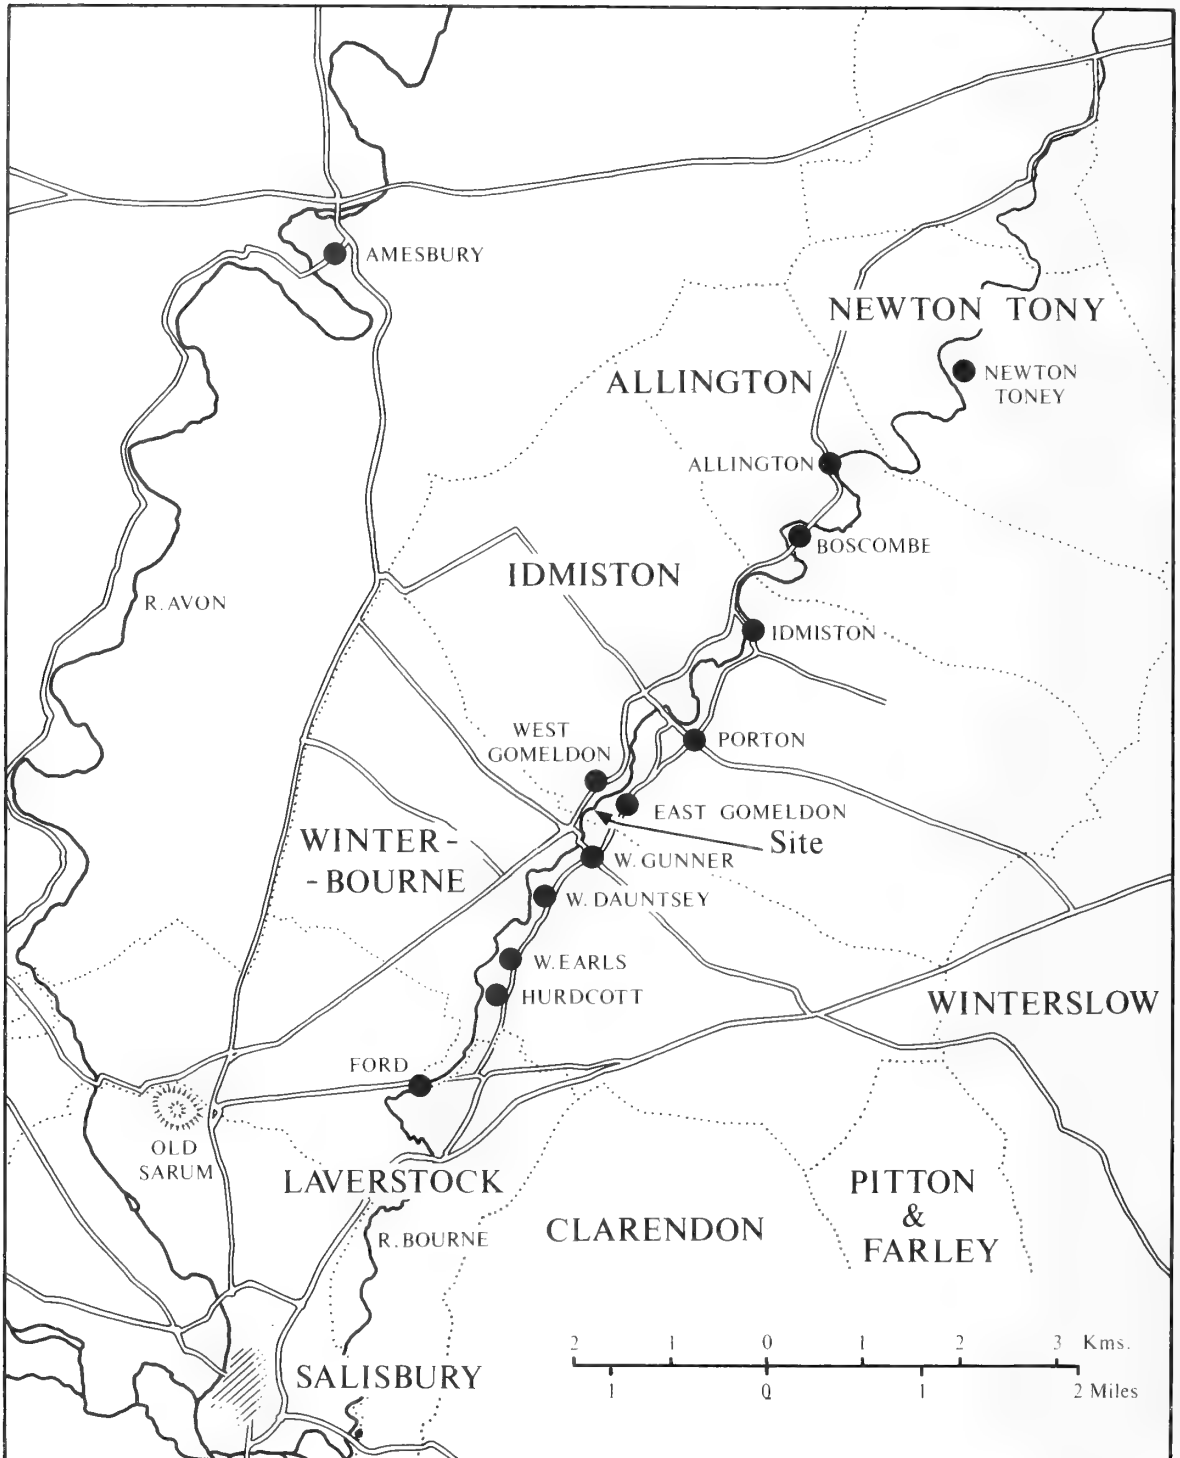 AMESBURY
NEWTON TONY
ALLINGTON
NEWTON
TONEY
ALLINGTON
BOSCOMBE
IDMISTON
R. AVON
IDMISTON
WEST
GOMELDON
PORTON
EAST GOMELDON
Site
WINTER-
-BOURNE
W. GUNNER
W. DAUNTSEY
W. EARLS
HURDCOTT
WINTERSLOW
FORD
OLD
SARUM
LAVERSTOCK
PITTON
&
FARLEY
CLARENDON
R. BOURNE
SALISBURY
2 1 0 1 2 3 Kms.
1 0 1 2 Miles